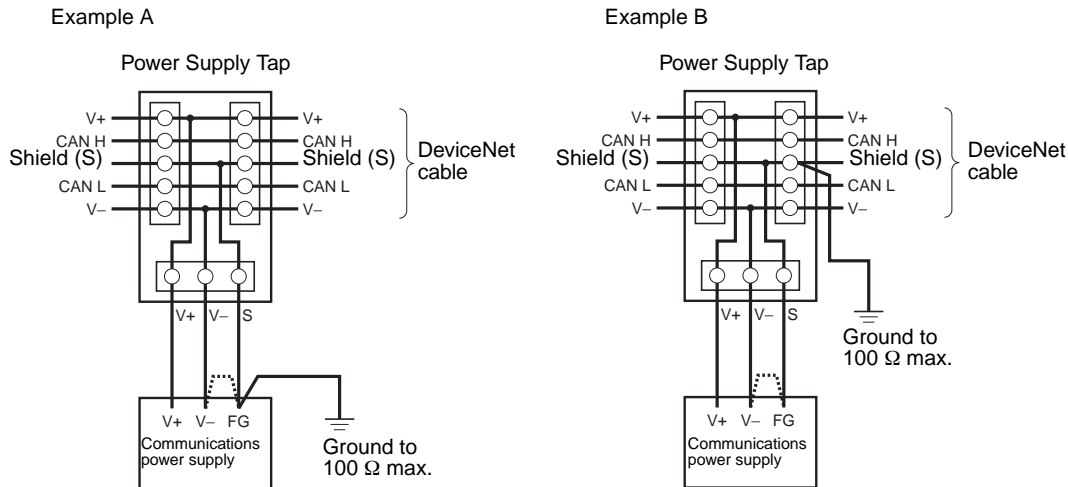 Example A
Power Supply Tap
V+ V+
CAN H CAN H
Shield (S) Shield (S)
CAN L CAN L
V– V–
DeviceNet
cable
V+ V– S
V+ V– FG
Communications
power supply
Ground to
100 Ω max.
Example B
Power Supply Tap
V+ V+
CAN H CAN H
Shield (S) Shield (S)
CAN L CAN L
V– V–
DeviceNet
cable
V+ V– S
Ground to
100 Ω max.
V+ V– FG
Communications
power supply